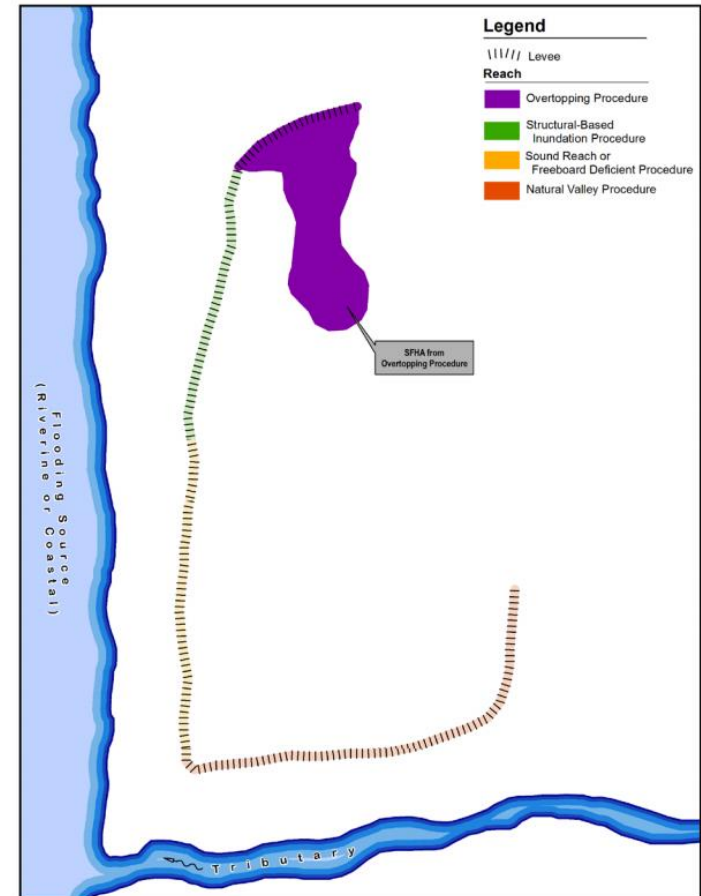 Legend
Levee
Reach
Overtopping Procedure
Structural-Based
Inundation Procedure
Sound Reach or
Freeboard Deficient Procedure
Natural Valley Procedure
SFHA from
Overtopping Procedure
Flooding Source
(Riverine or Coastal)
Tributary